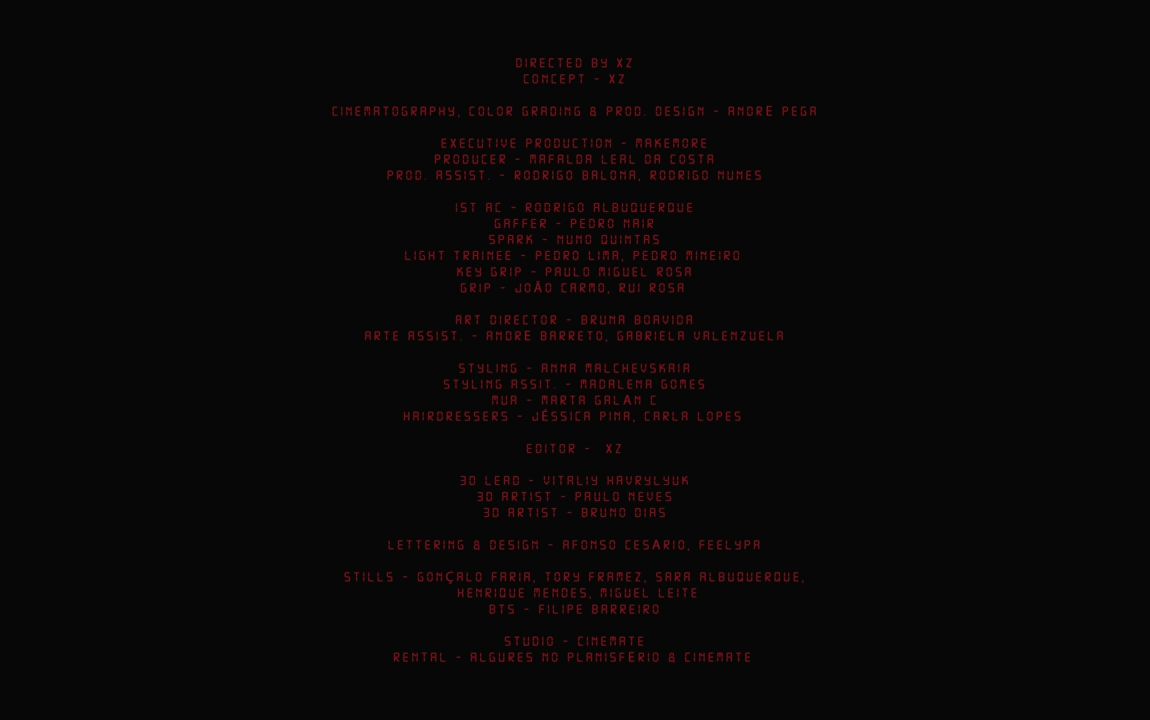 DIRECTED BY XZ
CONCEPT - XZ
CINEMATOGRAPHY, COLOR GRADING & PROD. DESIGN - ANDRÉ PEGA
EXECUTIVE PRODUCTION - MAKEMORE
PRODUCER - MAFALDA LEAL DA COSTA
PROD. ASSIST. - RODRIGO BALONA, RODRIGO NUNES
1ST AC - RODRIGO ALBUQUERQUE
GAFFER - PEDRO NAIR
SPARK - NUNO QUINTAS
LIGHT TRAINEE - PEDRO LIMA, PEDRO MINEIRO
KEY GRIP - PAULO MIGUEL ROSA
GRIP - JOÃO CARMO, RUI ROSA
ART DIRECTOR - BRUNA BOAVIDA
ARTE ASSIST. - ANDRÉ BARRETO, GABRIELA VALENZUELA
STYLING - ANNA MALCHEVSKAIA
STYLING ASSIT. - MADALENA GOMES
MUA - MARTA GALÁN C
HAIRDRESSERS - JÉSSICA PINA, CARLA LOPES
EDITOR -  XZ
3D LEAD - VITALIY HAVRYLYUK
3D ARTIST - PAULO NEVES
3D ARTIST - BRUNO DIAS
LETTERING & DESIGN - AFONSO CESÁRIO, FEELYPA
STILLS - GONÇALO FARIA, TORY FRAMEZ, SARA ALBUQUERQUE,
HENRIQUE MENDES, MIGUEL LEITE
BTS - FILIPE BARREIRO
STUDIO - CINEMATE
RENTAL - ALGURES NO PLANISFÉRIO & CINEMATE